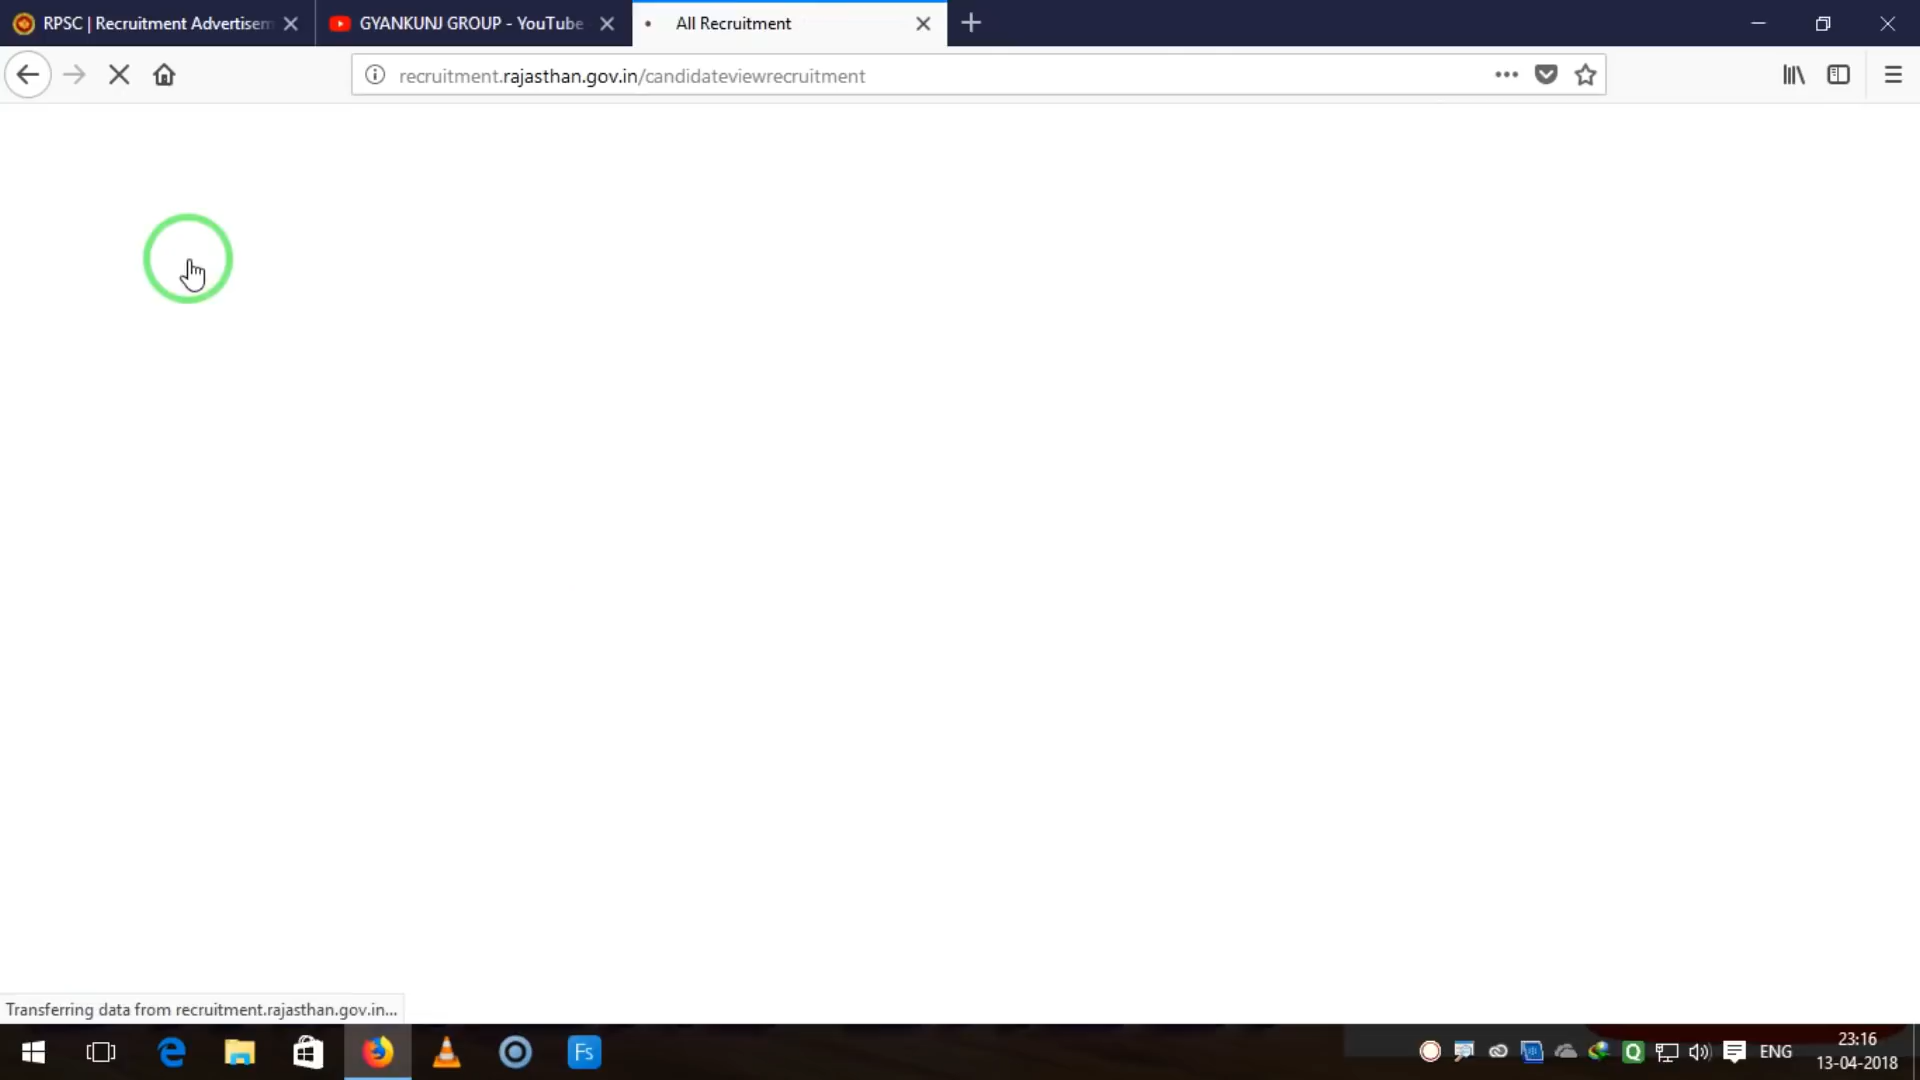 RPSC | Recruitment Advertisem
GYANKUNJ GROUP - YouTube
All Recruitment
recruitment.rajasthan.gov.in/candidateviewrecruitment
Transferring data from recruitment.rajasthan.gov.in...
Fs
Q
ENG
23:16
13-04-2018